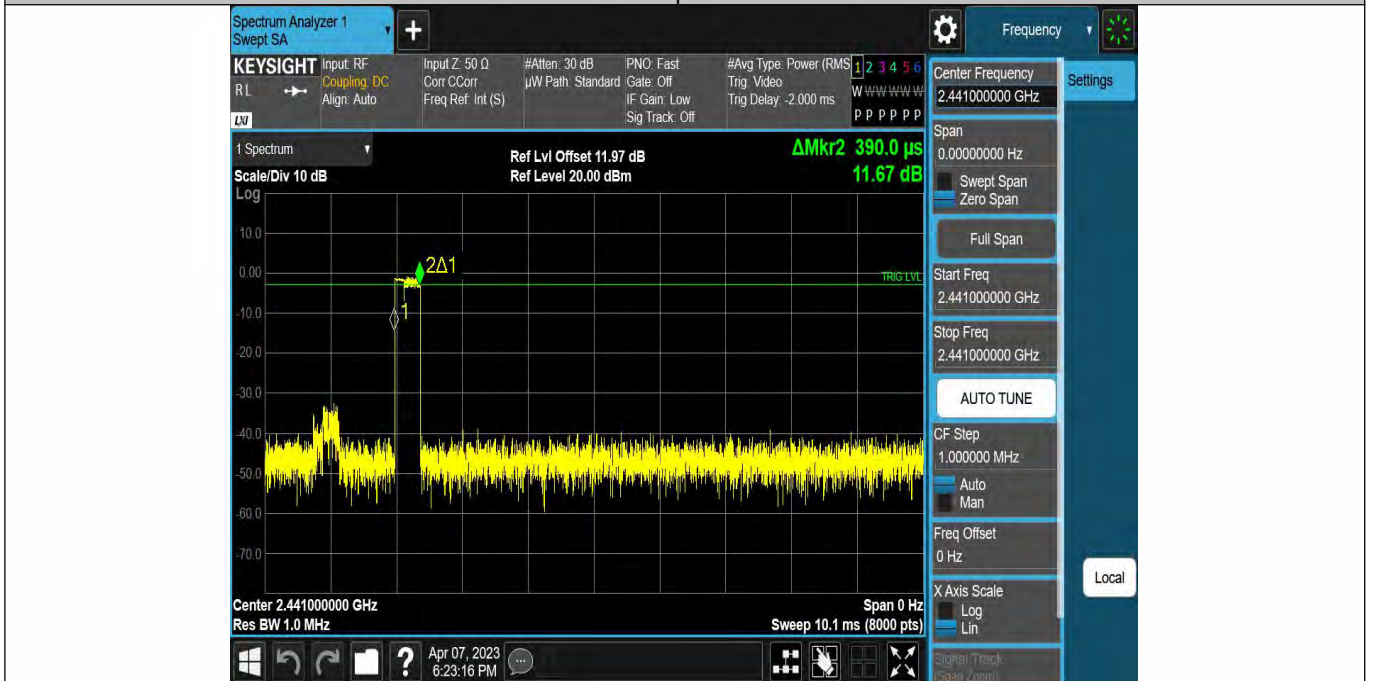 Spectrum Analyzer 1
Swept SA
+
Frequency
KEYSIGHT
RL
LXI
Input: RF
Coupling: DC
Align: Auto
Input Z: 50 Ω
Corr CCorr
Freq Ref: Int (S)
#Atten: 30 dB
µW Path: Standard
PNO: Fast
Gate: Off
IF Gain: Low
Sig Track: Off
#Avg Type: Power (RMS
Trig: Video
Trig Delay: -2.000 ms
1 2 3 4 5 6
W W W W W W
P P P P P P
Center Frequency
2.441000000 GHz
Settings
Span
0.00000000 Hz
Swept Span
Zero Span
Full Span
Start Freq
2.441000000 GHz
Stop Freq
2.441000000 GHz
AUTO TUNE
CF Step
1.000000 MHz
Auto
Man
Freq Offset
0 Hz
X Axis Scale
Log
Lin
Signal Track
(Span Zoom)
Local
1 Spectrum
Scale/Div 10 dB
Log
Ref Lvl Offset 11.97 dB
Ref Level 20.00 dBm
ΔMkr2 390.0 µs
11.67 dB
10.0
0.00
-10.0
-20.0
-30.0
-40.0
-50.0
-60.0
-70.0
2Δ1
1
TRIG LVL
Center 2.441000000 GHz
Res BW 1.0 MHz
Span 0 Hz
Sweep 10.1 ms (8000 pts)
?
Apr 07, 2023
6:23:16 PM